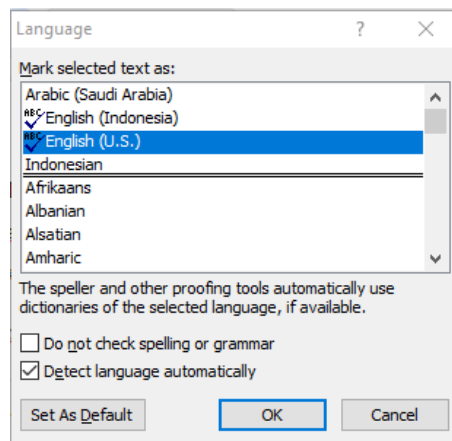 Language ?
Mark selected text as:
Arabic (Saudi Arabia)
ABC English (Indonesia)
ABC English (U.S.)
Indonesian
Afrikaans
Albanian
Alsatian
Amharic
The speller and other proofing tools automatically use
dictionaries of the selected language, if available.
Do not check spelling or grammar
Detect language automatically
Set As Default OK Cancel